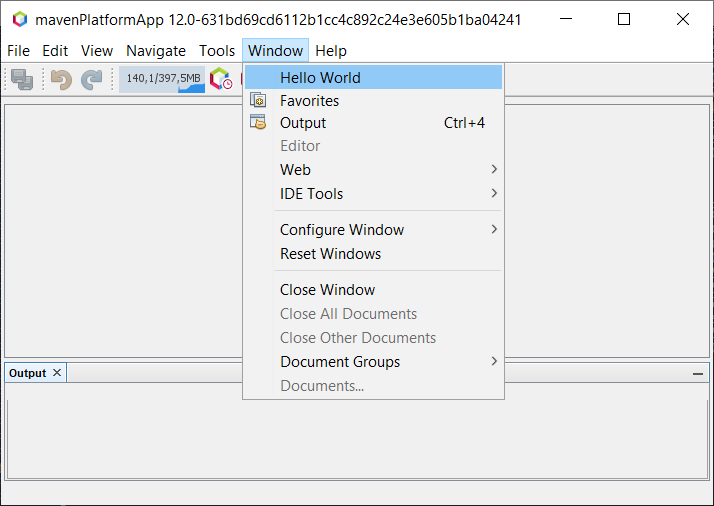 mavenPlatformApp 12.0-631bd69cd6112b1cc4c892c24e3e605b1ba04241
File Edit View Navigate Tools Window Help
140,1/397,5MB
Hello World
Favorites
Output Ctrl+4
Editor
Web
IDE Tools
Configure Window
Reset Windows
Close Window
Close All Documents
Close Other Documents
Document Groups
Documents...
Output